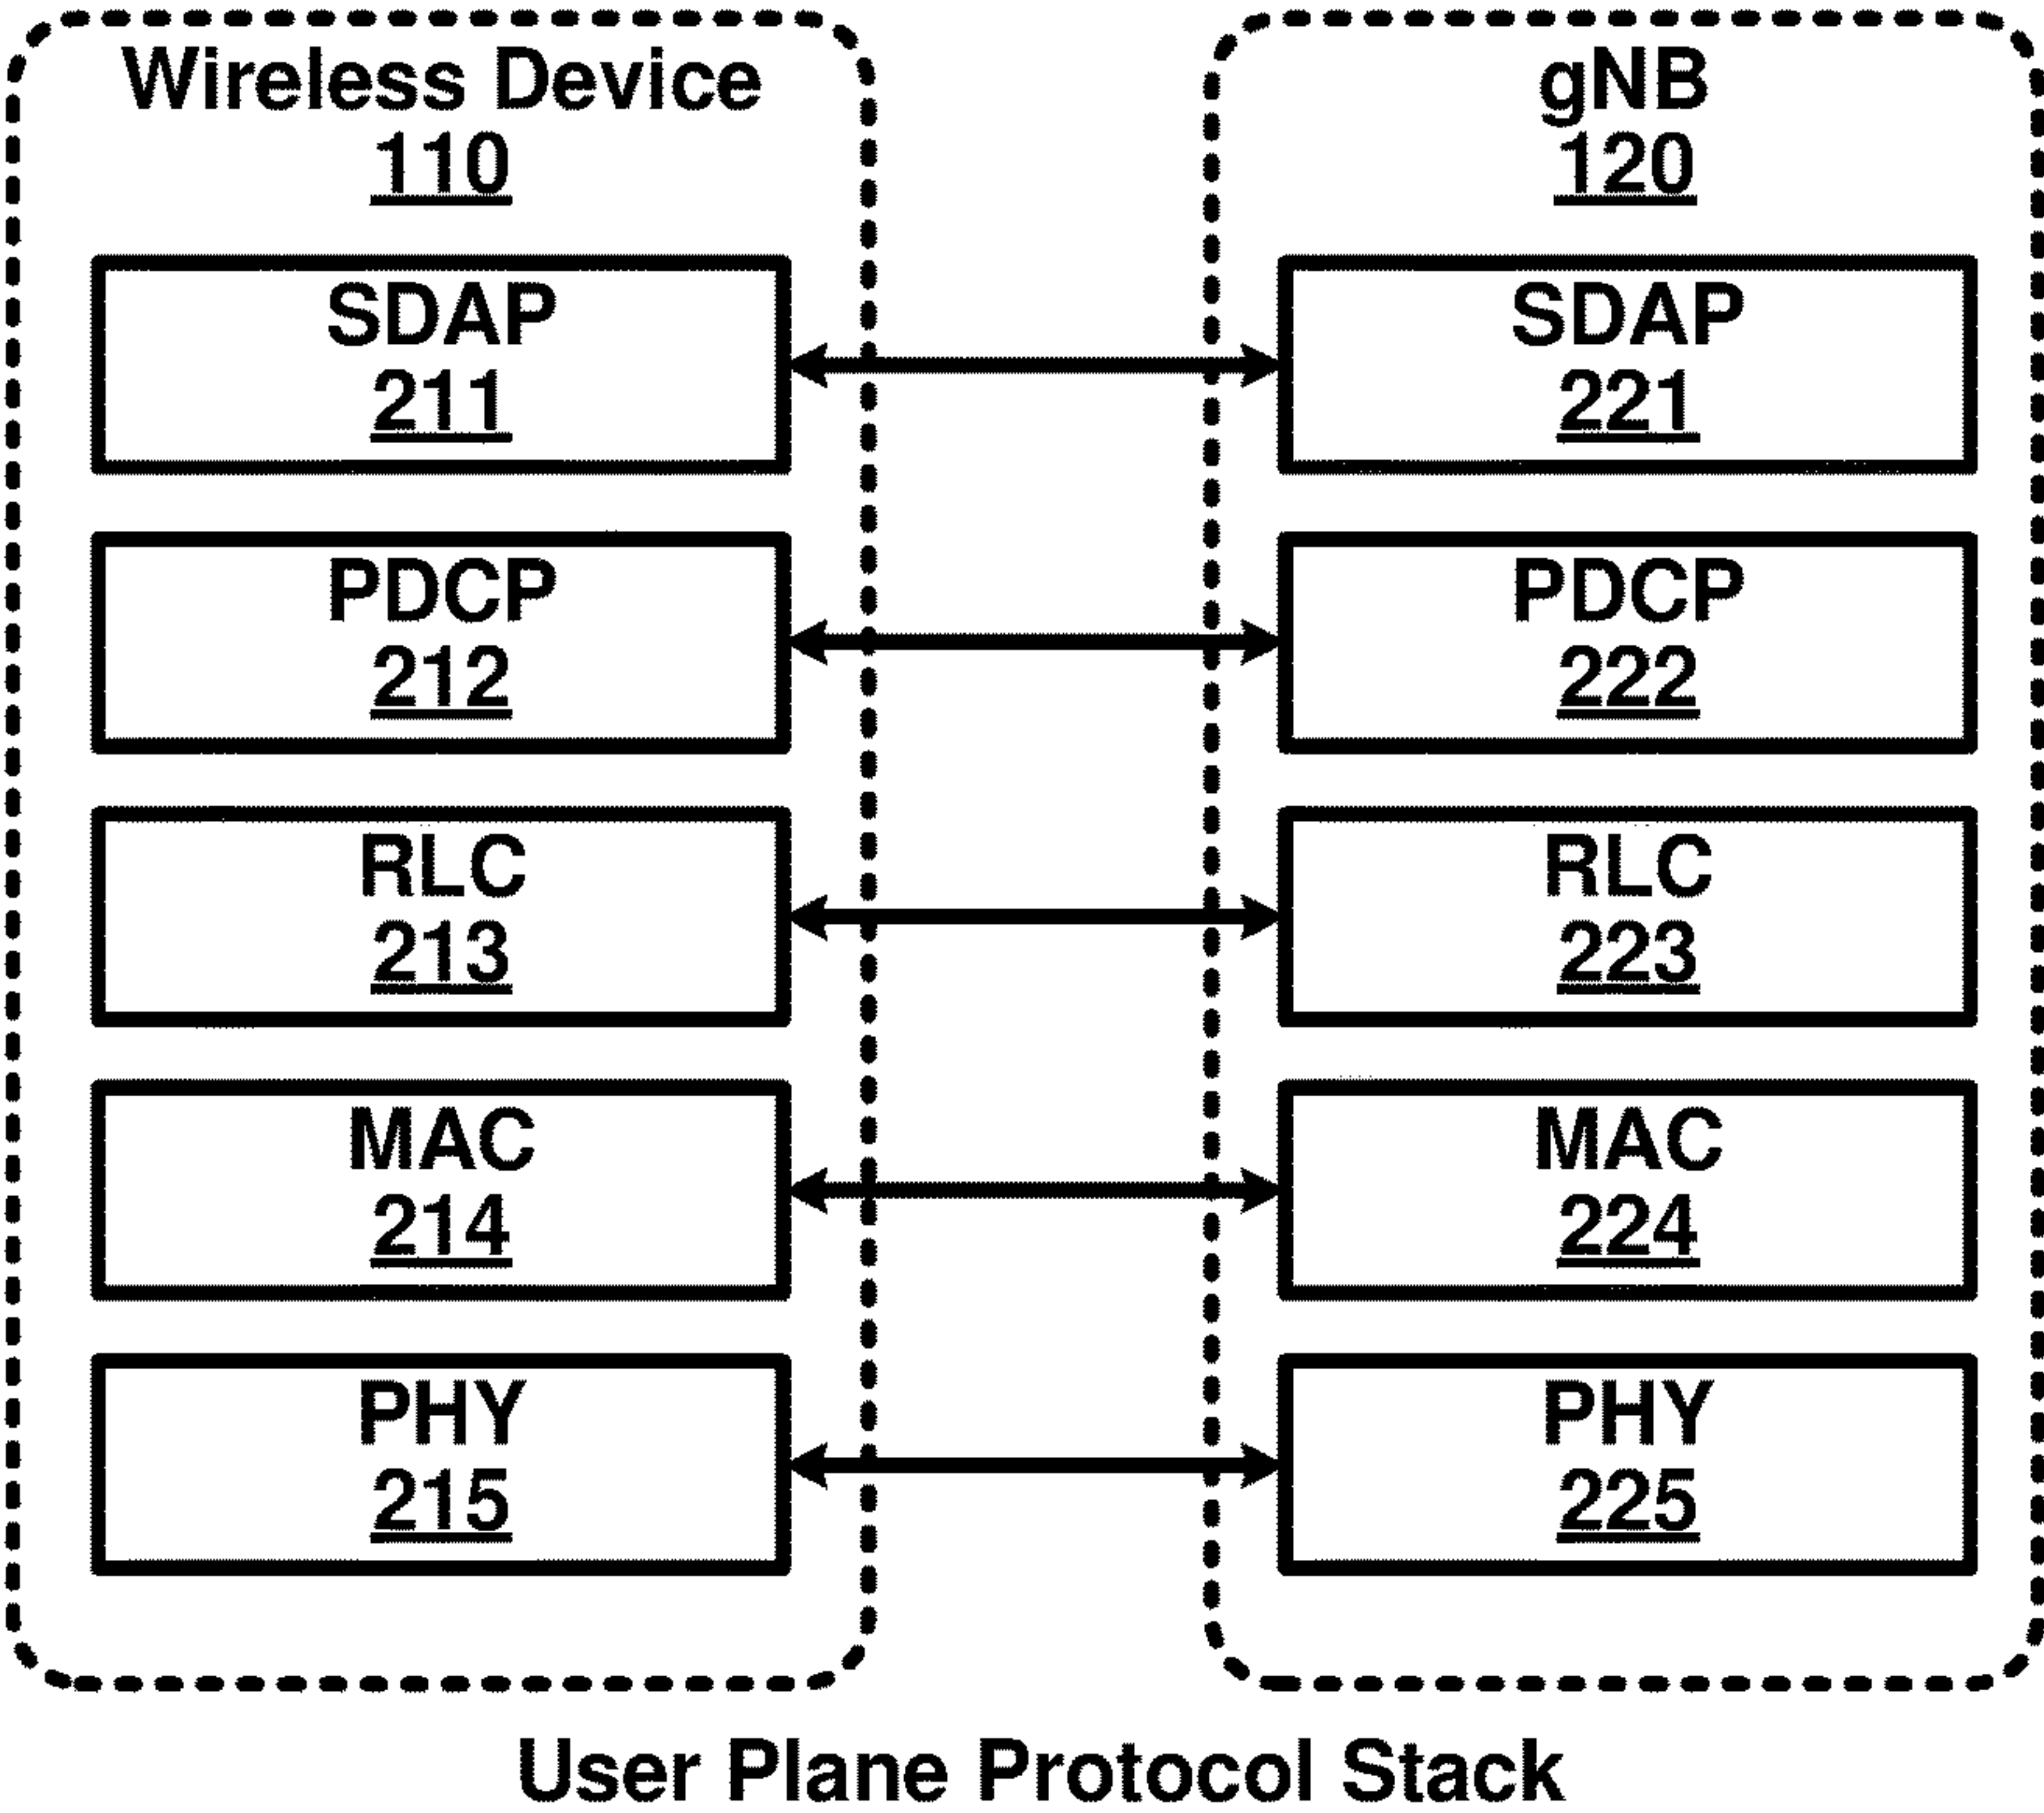 Wireless Device
110
SDAP
211
PDCP
212
RLC
213
MAC
214
PHY
215
gNB
120
SDAP
221
PDCP
222
RLC
223
MAC
224
PHY
225
User Plane Protocol Stack